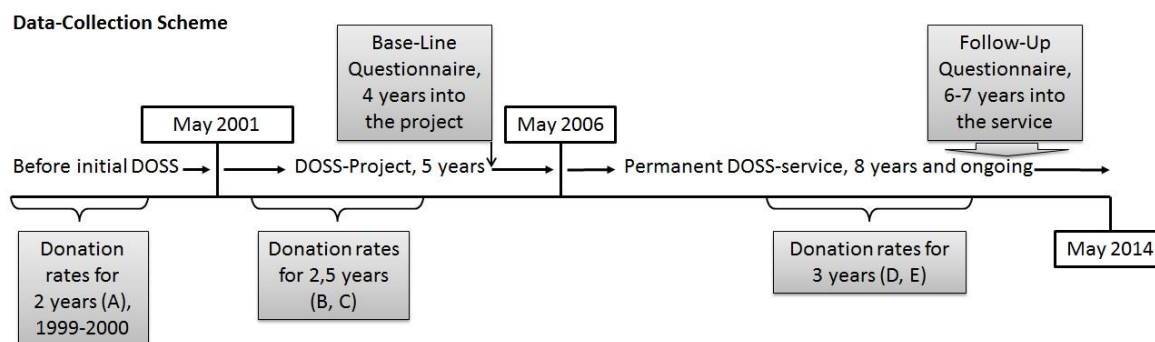 Data-Collection Scheme
Base-Line
Questionnaire,
4 years into
the project
Follow-Up
Questionnaire,
6-7 years into
the service
May 2001
May 2006
Before initial DOSS
DOSS-Project, 5 years
Permanent DOSS-service, 8 years and ongoing
Donation
rates for
2 years (A),
1999-2000
Donation rates
for 2,5 years
(B, C)
Donation rates for
3 years (D, E)
May 2014